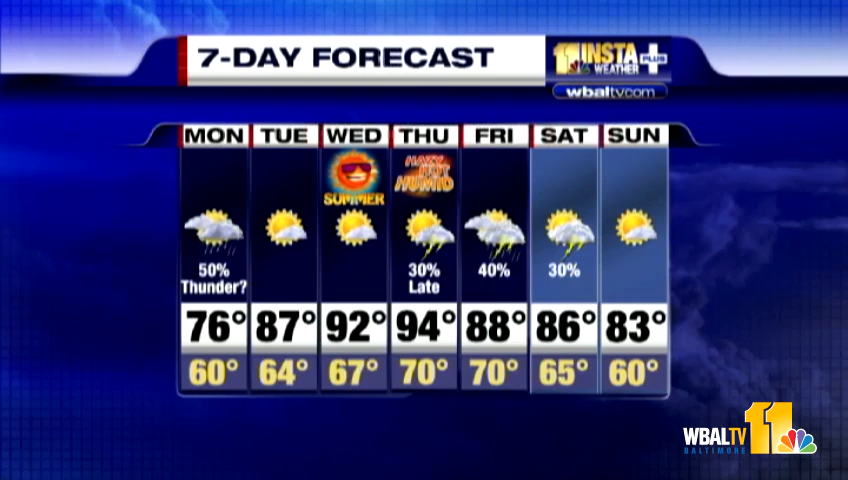 7-DAY FORECAST
11 INSTA
WEATHER PLUS
wbaltv.com
MON TUE WED THU FRI SAT SUN
SUMMER
HAZY
HOT
HUMID
50% 30% 40% 30%
Thunder? Late
76° 87° 92° 94° 88° 86° 83°
60° 64° 67° 70° 70° 65° 60°
WBALTV 11
BALTIMORE